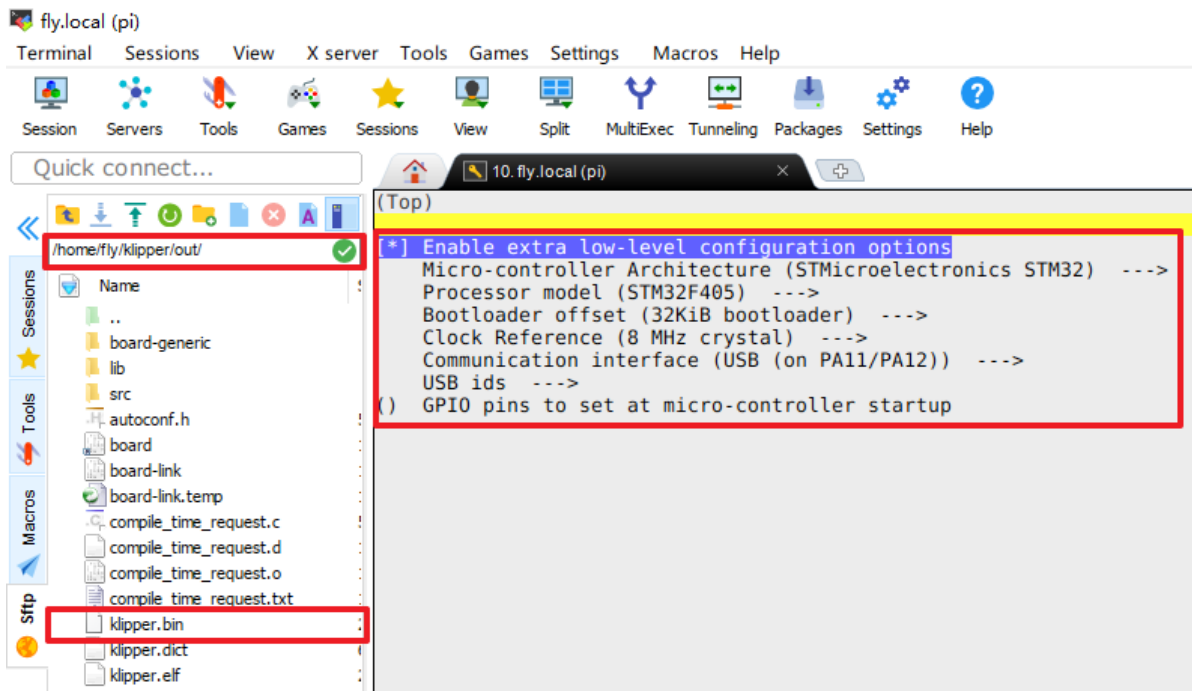 fly.local (pi)
Terminal Sessions View X server Tools Games Settings Macros Help
Session Servers Tools Games Sessions View Split MultiExec Tunneling Packages Settings Help
Quick connect...
10. fly.local (pi)
/home/fly/klipper/out/
Name
..
board-generic
lib
src
autoconf.h
board
board-link
board-link.temp
compile_time_request.c
compile_time_request.d
compile_time_request.o
compile_time_request.txt
klipper.bin
klipper.dict
klipper.elf
Sessions
Tools
Macros
Sftp
(Top)
[*] Enable extra low-level configuration options
Micro-controller Architecture (STMicroelectronics STM32) --->
Processor model (STM32F405) --->
Bootloader offset (32KiB bootloader) --->
Clock Reference (8 MHz crystal) --->
Communication interface (USB (on PA11/PA12)) --->
USB ids --->
() GPIO pins to set at micro-controller startup